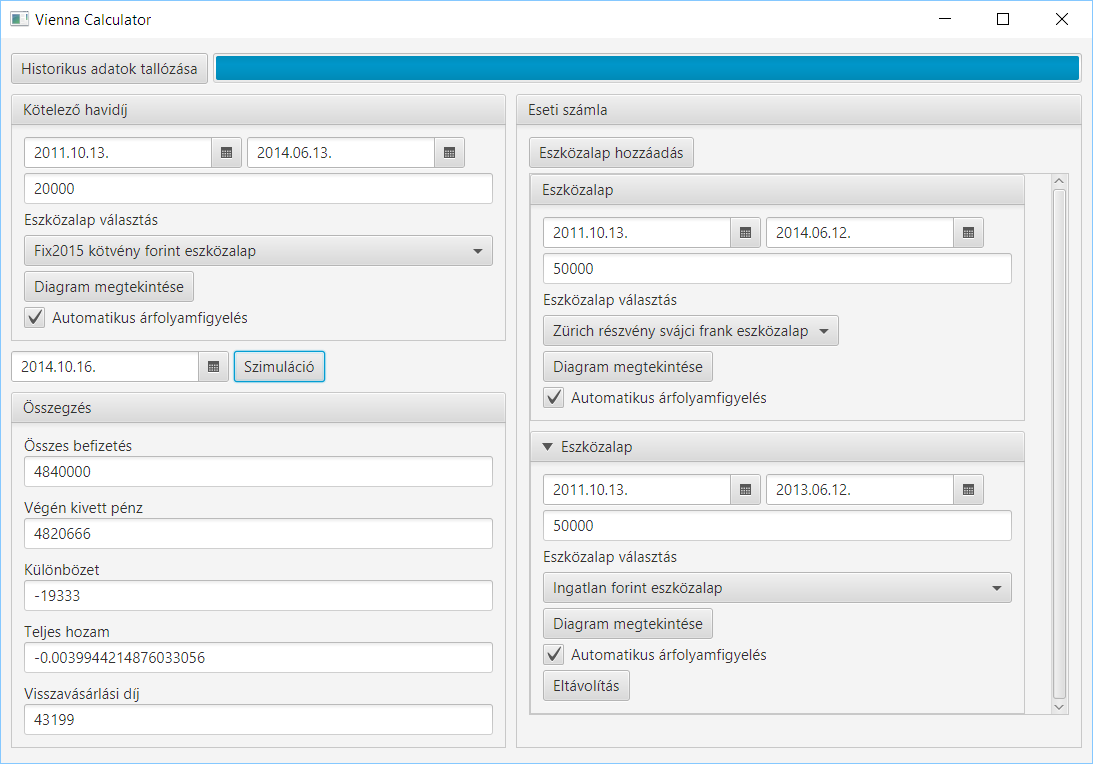 Vienna Calculator
Historikus adatok tallózása
Kötelező havidíj
2011.10.13. 2014.06.13.
20000
Eszközalap választás
Fix2015 kötvény forint eszközalap
Diagram megtekintése
Automatikus árfolyamfigyelés
2014.10.16. Szimuláció
Összegzés
Összes befizetés
4840000
Végén kivett pénz
4820666
Különbözet
-19333
Teljes hozam
-0.0039944214876033056
Visszavásárlási díj
43199
Eseti számla
Eszközalap hozzáadás
Eszközalap
2011.10.13. 2014.06.12.
50000
Eszközalap választás
Zürich részvény svájci frank eszközalap
Diagram megtekintése
Automatikus árfolyamfigyelés
Eszközalap
2011.10.13. 2013.06.12.
50000
Eszközalap választás
Ingatlan forint eszközalap
Diagram megtekintése
Automatikus árfolyamfigyelés
Eltávolítás